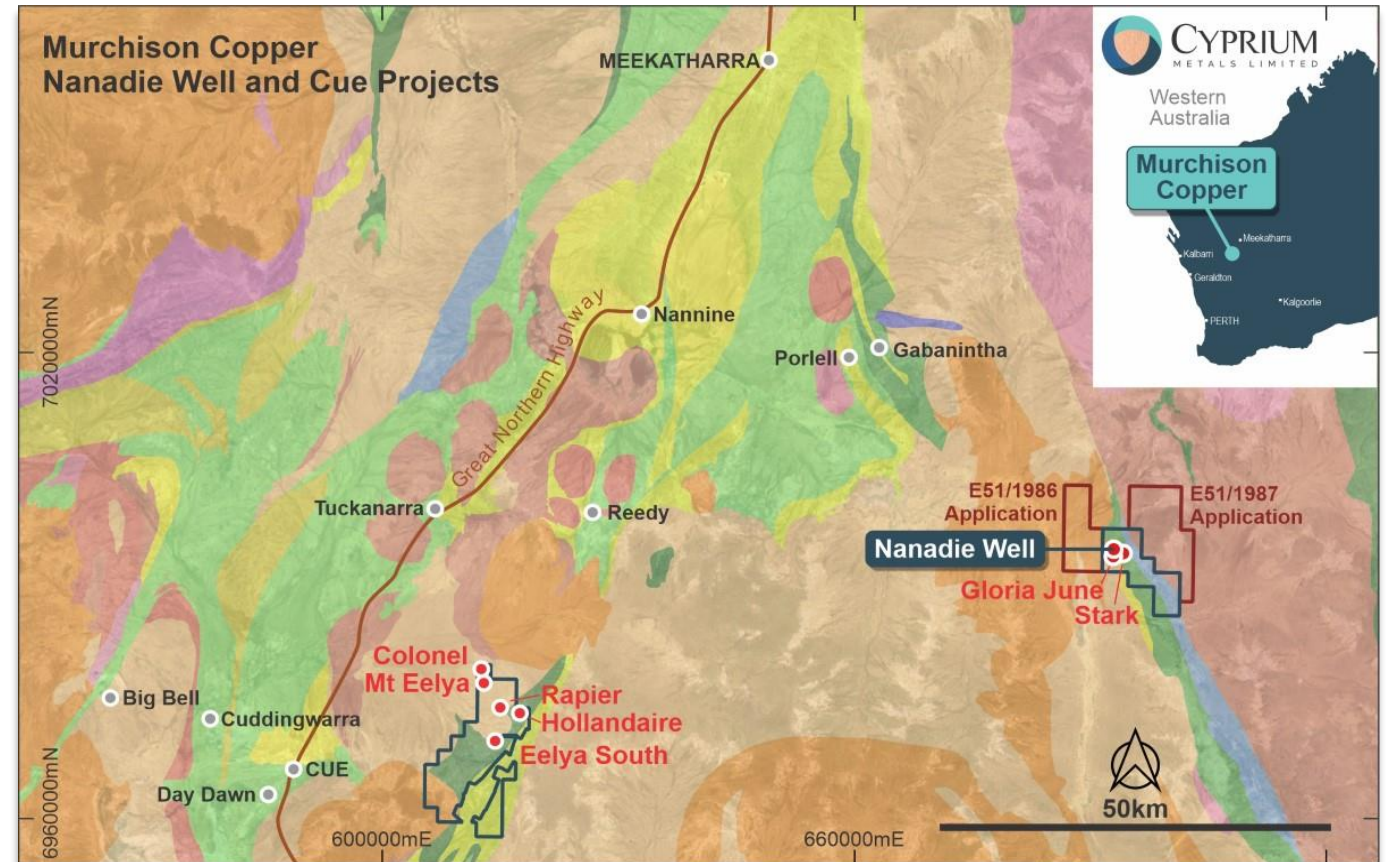 Murchison Copper
Nanadie Well and Cue Projects
MEEKATHARRA
CYPRIUM
METALS LIMITED
Western
Australia
Murchison
Copper
Meekatharra
Kalbarri
Geraldton
Kalgoorlie
PERTH
7020000mN
Great Northern Highway
Nannine
Porlell
Gabanintha
Tuckanarra
Reedy
E51/1986
Application
E51/1987
Application
Nanadie Well
Gloria June
Stark
Colonel
Mt Eelya
Rapier
Hollandaire
Eelya South
Big Bell
Cuddingwarra
CUE
Day Dawn
6960000mN
600000mE
660000mE
50km